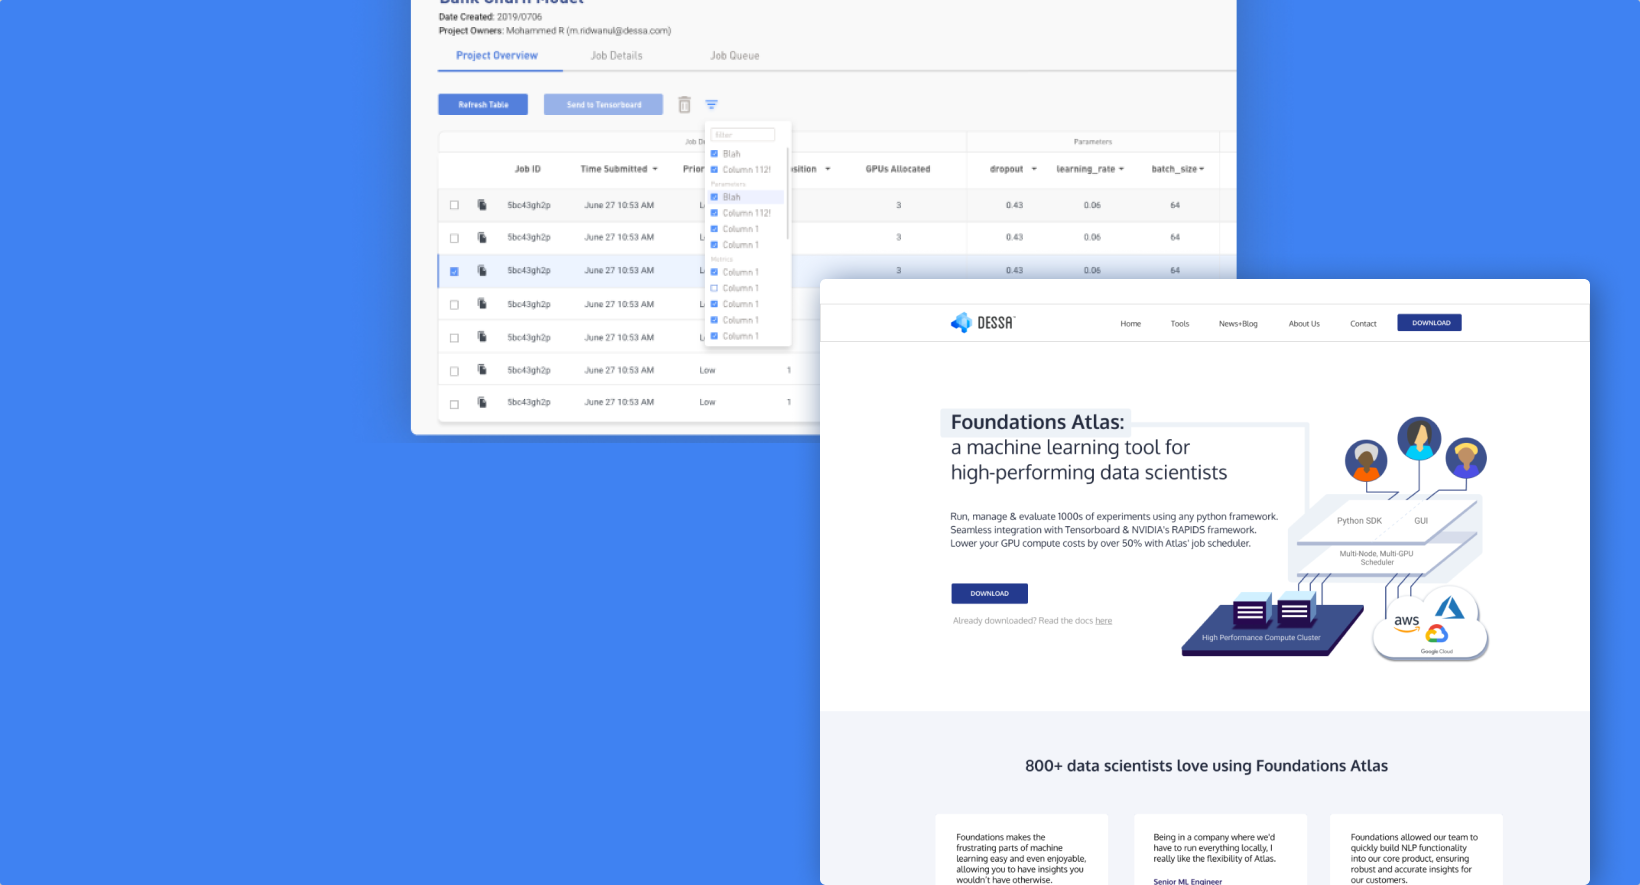 Bank Churn Model
Date Created: 2019/0706
Project Owners: Mohammed R (m.ridwanul@dessa.com)
Project Overview Job Details Job Queue
Refresh Table Send to Tensorboard
filter
Blah
Column 112!
Parameters
Blah
Column 112!
Column 1
Column 1
Metrics
Column 1
Column 1
Column 1
Column 1
Column 1
Job D Parameters
Job ID Time Submitted Prior sition GPUs Allocated dropout learning_rate batch_size
5bc43gh2p June 27 10:53 AM L 3 0.43 0.06 64
5bc43gh2p June 27 10:53 AM L 3 0.43 0.06 64
5bc43gh2p June 27 10:53 AM L 3 0.43 0.06 64
5bc43gh2p June 27 10:53 AM L
5bc43gh2p June 27 10:53 AM L
5bc43gh2p June 27 10:53 AM Low 1
5bc43gh2p June 27 10:53 AM Low 1
DESSA Home Tools News+Blog About Us Contact DOWNLOAD
Foundations Atlas:
a machine learning tool for
high-performing data scientists
Run, manage & evaluate 1000s of experiments using any python framework.
Seamless integration with Tensorboard & NVIDIA's RAPIDS framework.
Lower your GPU compute costs by over 50% with Atlas' job scheduler.
DOWNLOAD
Already downloaded? Read the docs here
Python SDK GUI
Multi-Node, Multi-GPU
Scheduler
High Performance Compute Cluster
aws
Google Cloud
800+ data scientists love using Foundations Atlas
Foundations makes the
frustrating parts of machine
learning easy and even enjoyable,
allowing you to have insights you
wouldn't have otherwise.
Being in a company where we'd
have to run everything locally, I
really like the flexibility of Atlas.
Senior ML Engineer
Foundations allowed our team to
quickly build NLP functionality
into our core product, ensuring
robust and accurate insights for
our customers.